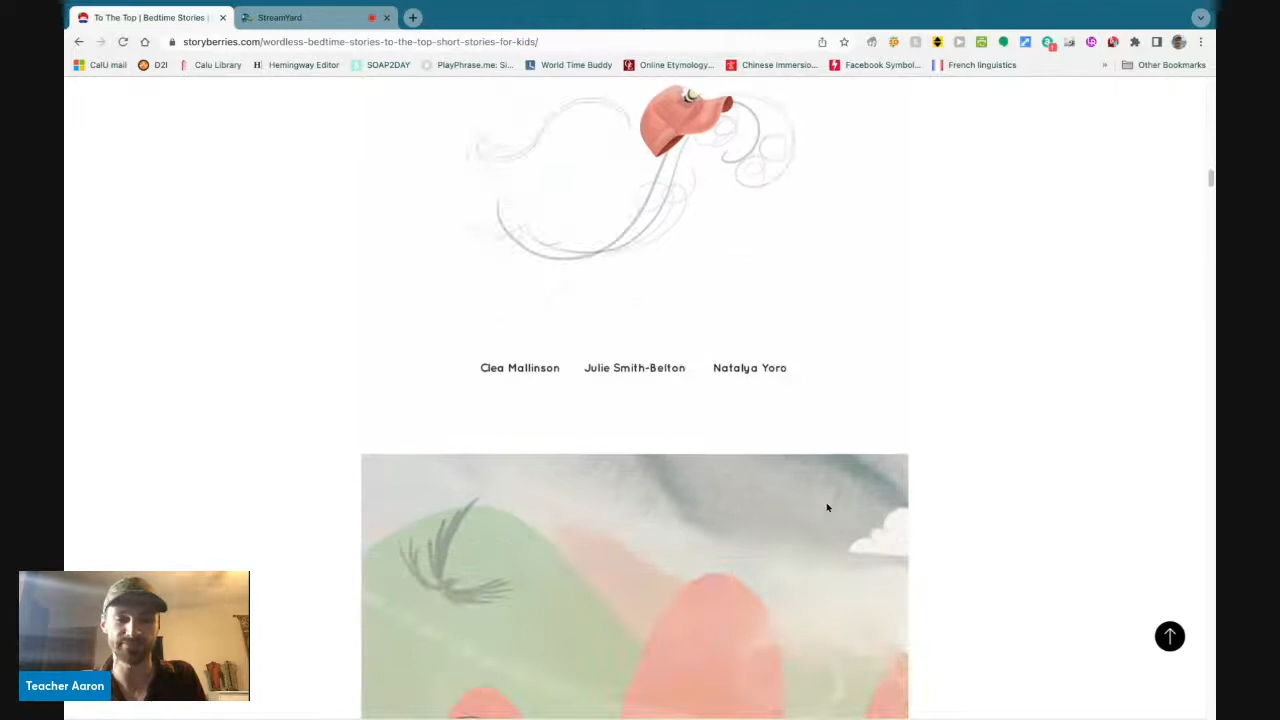 To The Top | Bedtime Stories |
StreamYard
storyberries.com/wordless-bedtime-stories-to-the-top-short-stories-for-kids/
CalU mail D2l Calu Library Hemingway Editor SOAP2DAY PlayPhrase.me: Si... World Time Buddy Online Etymology... Chinese Immersio... Facebook Symbol... French linguistics » Other Bookmarks
Clea Mallinson Julie Smith-Belton Natalya Yoro
Teacher Aaron